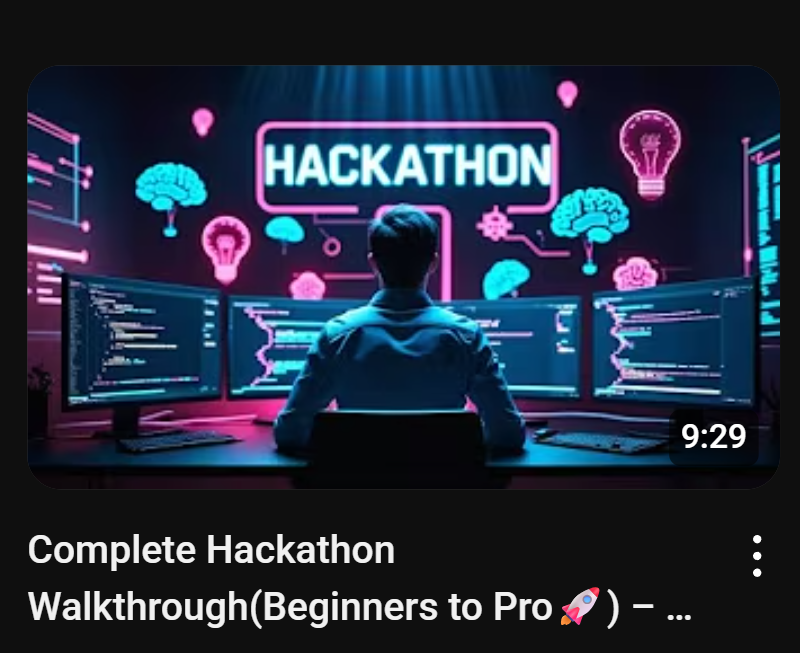 HACKATHON
9:29
Complete Hackathon
Walkthrough(Beginners to Pro 🚀) – ...